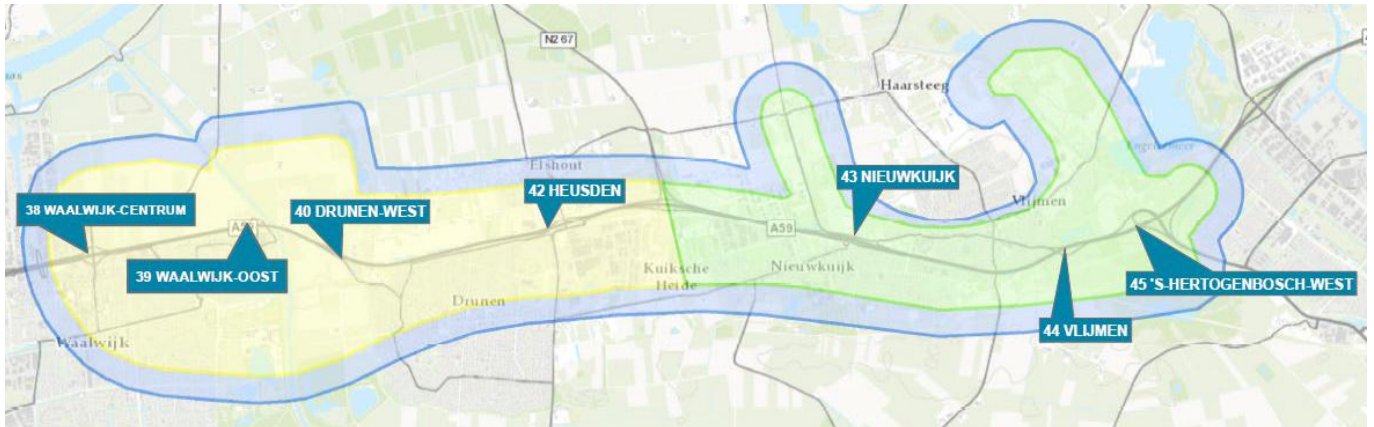 N267
Haarsteeg
Elshout
43 NIEUWKUIJK
42 HEUSDEN
Vlijmen
38 WAALWIJK-CENTRUM
40 DRUNEN-WEST
A59
39 WAALWIJK-OOST
Kuiksche
Heide
Nieuwkuijk
45 'S-HERTOGENBOSCH-WEST
Drunen
44 VLIJMEN
Waalwijk